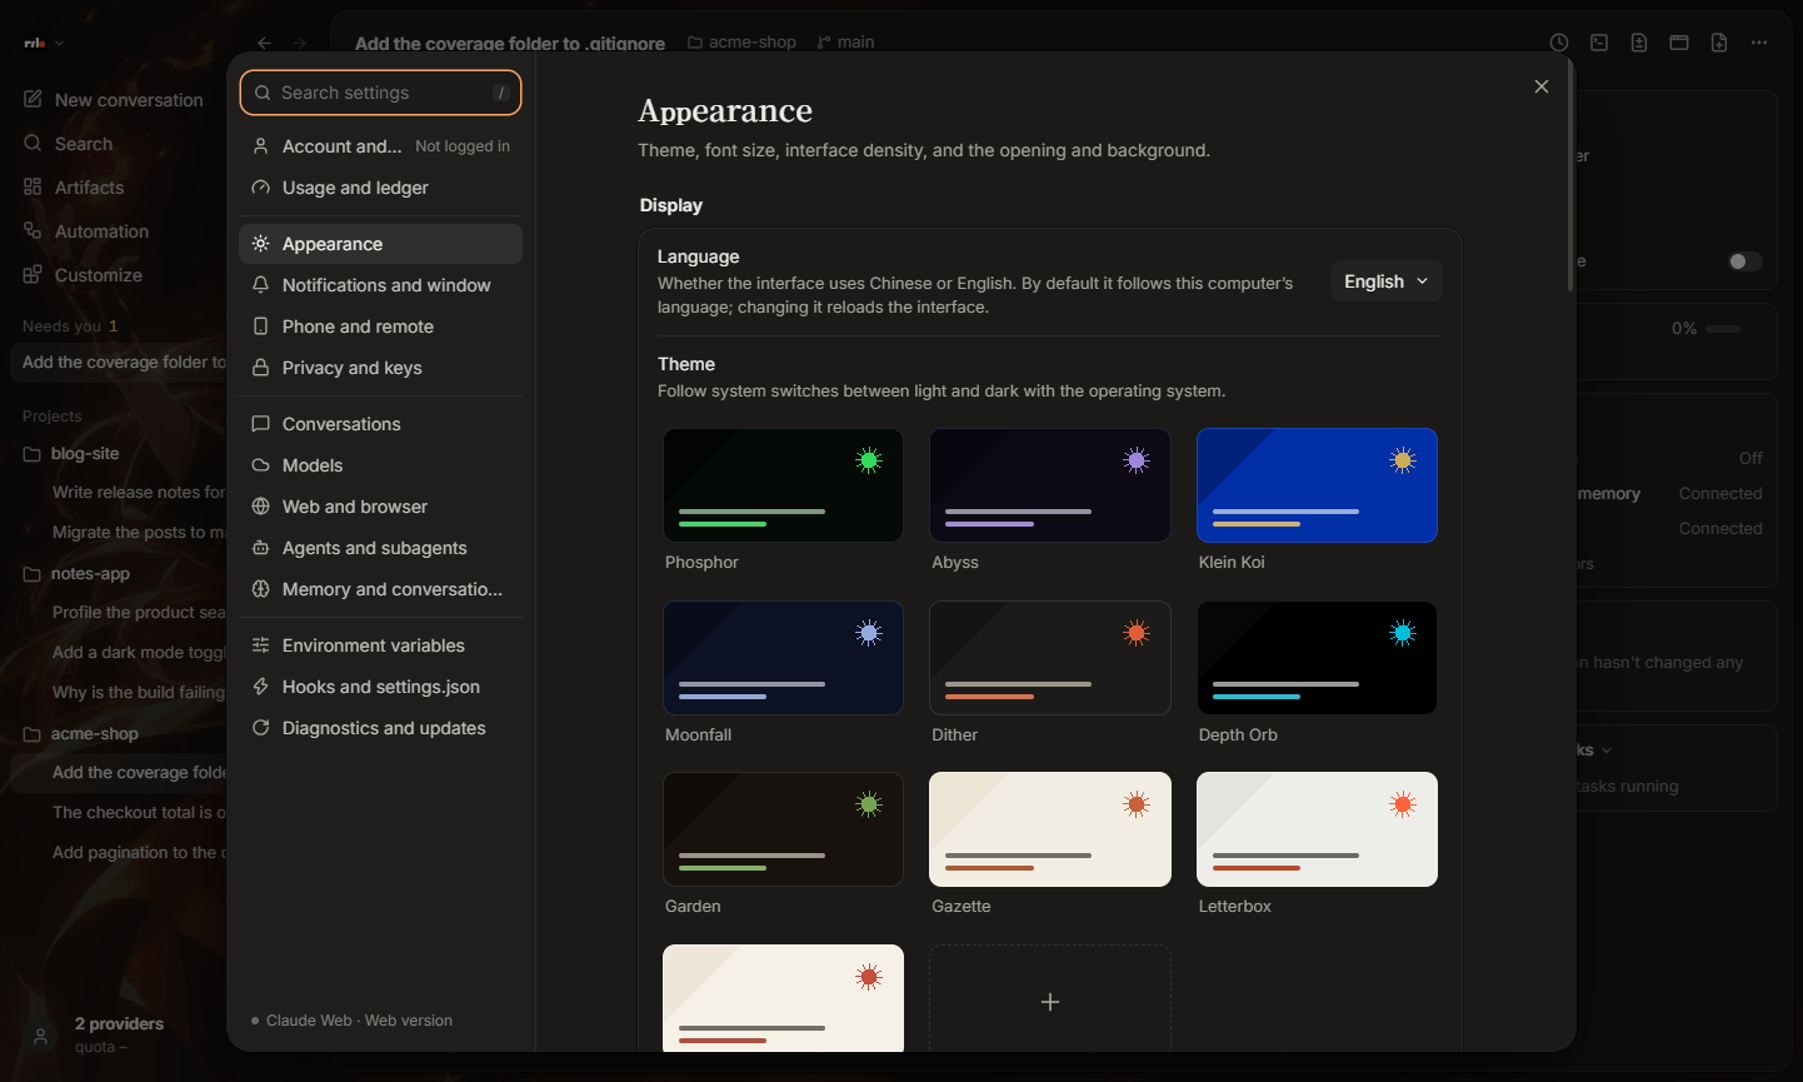 Add the coverage folder to .gitignore
acme-shop
main
New conversation
Search
Artifacts
Automation
Customize
Needs you 1
Add the coverage folder to
Projects
blog-site
Write release notes for
Migrate the posts to
notes-app
Profile the product
Add a dark mode
Why is the build failing
acme-shop
Add the coverage
The checkout total is
Add pagination to the
2 providers
quota –
Search settings
/
Account and... Not logged in
Usage and ledger
Appearance
Notifications and window
Phone and remote
Privacy and keys
Conversations
Models
Web and browser
Agents and subagents
Memory and conversatio...
Environment variables
Hooks and settings.json
Diagnostics and updates
Claude Web · Web version
Appearance
Theme, font size, interface density, and the opening and background.
Display
Language
Whether the interface uses Chinese or English. By default it follows this computer’s
language; changing it reloads the interface.
English
Theme
Follow system switches between light and dark with the operating system.
Phosphor
Abyss
Klein Koi
Moonfall
Dither
Depth Orb
Garden
Gazette
Letterbox
0%
Off
memory Connected
Connected
hasn't changed any
tasks running